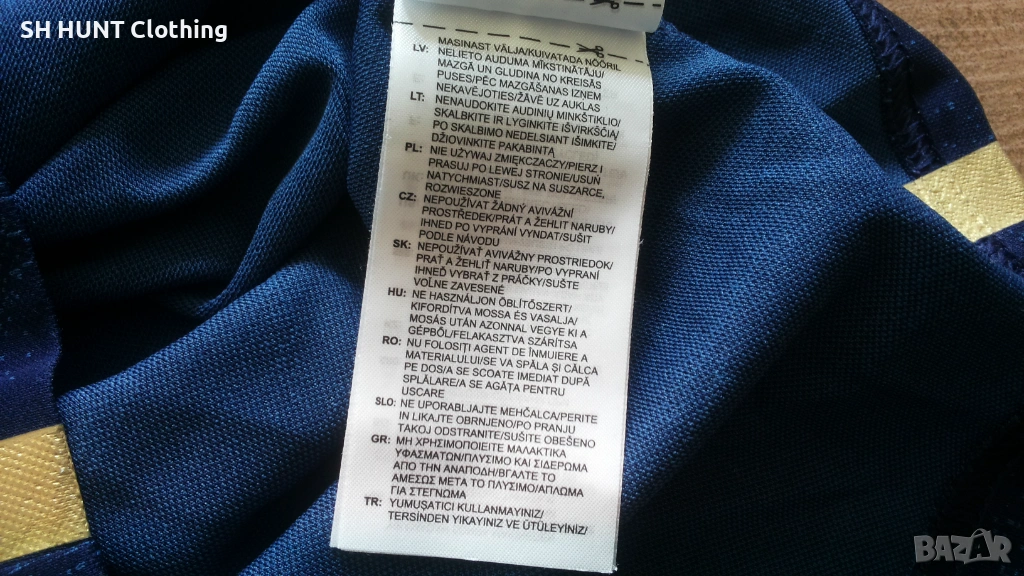 SH HUNT Clothing
MASINAST VÄLJA/KUIVATADA NÖÖRIL
LV: NELIETO AUDUMA MĪKSTINĀTĀJU/
MAZGĀ UN GLUDINA NO KREISĀS
PUSES/PĒC MAZGĀŠANAS IZŅEM
NEKAVĒJOTIES/ŽĀVĒ UZ AUKLAS
LT: NENAUDOKITE AUDINIŲ MINKŠTIKLIO/
SKALBKITE IR LYGINKITE IŠVIRKŠČIĄ/
PO SKALBIMO NEDELSIANT IŠIMKITE/
DŽIOVINKITE PAKABINTĄ
PL: NIE UŻYWAJ ZMIĘKCZACZY/PIERZ I
PRASUJ PO LEWEJ STRONIE/USUŃ
NATYCHMIAST/SUSZ NA SUSZARCE,
ROZWIESZONE
CZ: NEPOUŽÍVAT ŽÁDNÝ AVIVÁŽNÍ
PROSTŘEDEK/PRÁT A ŽEHLIT NARUBY/
IHNED PO VYPRÁNÍ VYNDAT/SUŠIT
PODLE NÁVODU
SK: NEPOUŽÍVAŤ AVIVÁŽNY PROSTRIEDOK/
PRAŤ A ŽEHLIŤ NARUBY/PO VYPRANÍ
IHNEĎ VYBRAŤ Z PRÁČKY/SUŠTE
VOĽNE ZAVESENÉ
HU: NE HASZNÁLJON ÖBLÍTŐSZERT/
KIFORDÍTVA MOSSA ÉS VASALJA/
MOSÁS UTÁN AZONNAL VEGYE KI A
GÉPBŐL/FELAKASZTVA SZÁRÍTSA
RO: NU FOLOSIȚI AGENT DE ÎNMUIERE A
MATERIALULUI/SE VA SPĂLA ȘI CĂLCA
PE DOS/A SE SCOATE IMEDIAT DUPĂ
SPLĂLARE/A SE AGĂȚA PENTRU
USCARE
SLO: NE UPORABLJAJTE MEHČALCA/PERITE
IN LIKAJTE OBRNJENO/PO PRANJU
TAKOJ ODSTRANITE/SUŠITE OBEŠENO
GR: ΜΗ ΧΡΗΣΙΜΟΠΟΙΕΙΤΕ ΜΑΛΑΚΤΙΚΑ
ΥΦΑΣΜΑΤΩΝ/ΠΛΥΣΙΜΟ ΚΑΙ ΣΙΔΕΡΩΜΑ
ΑΠΟ ΤΗΝ ΑΝΑΠΟΔΗ/ΒΓΑΛΤΕ ΤΟ
ΑΜΕΣΩΣ ΜΕΤΑ ΤΟ ΠΛΥΣΙΜΟ/ΑΠΛΩΜΑ
ΓΙΑ ΣΤΕΓΝΩΜΑ
TR: YUMUŞATICI KULLANMAYINIZ/
TERSİNDEN YIKAYINIZ VE ÜTÜLEYİNİZ/
BAZAR